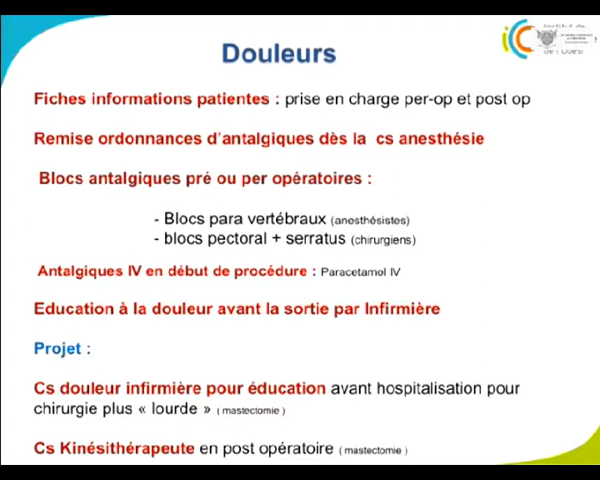 Douleurs
Fiches informations patientes : prise en charge per-op et post op
Remise ordonnances d'antalgiques dès la cs anesthésie
Blocs antalgiques pré ou per opératoires :
- Blocs para vertébraux (anesthésistes)
- blocs pectoral + serratus (chirurgiens)
Antalgiques IV en début de procédure : Paracetamol IV
Education à la douleur avant la sortie par Infirmière
Projet :
Cs douleur infirmière pour éducation avant hospitalisation pour
chirurgie plus « lourde » ( mastectomie )
Cs Kinésithérapeute en post opératoire ( mastectomie )